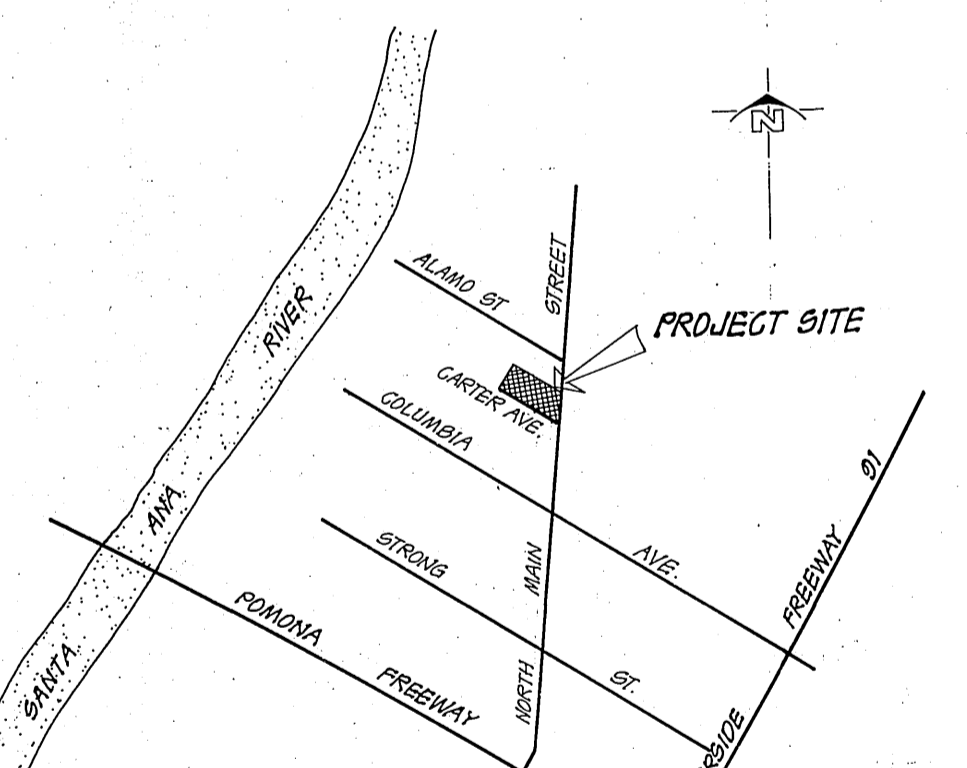 N
ALAMO ST
STREET
PROJECT SITE
RIVER
CARTER AVE.
COLUMBIA
AVE.
91
FREEWAY
ANA
STRONG
MAIN
POMONA
FREEWAY
NORTH
ST.
SANTA
RSIDE